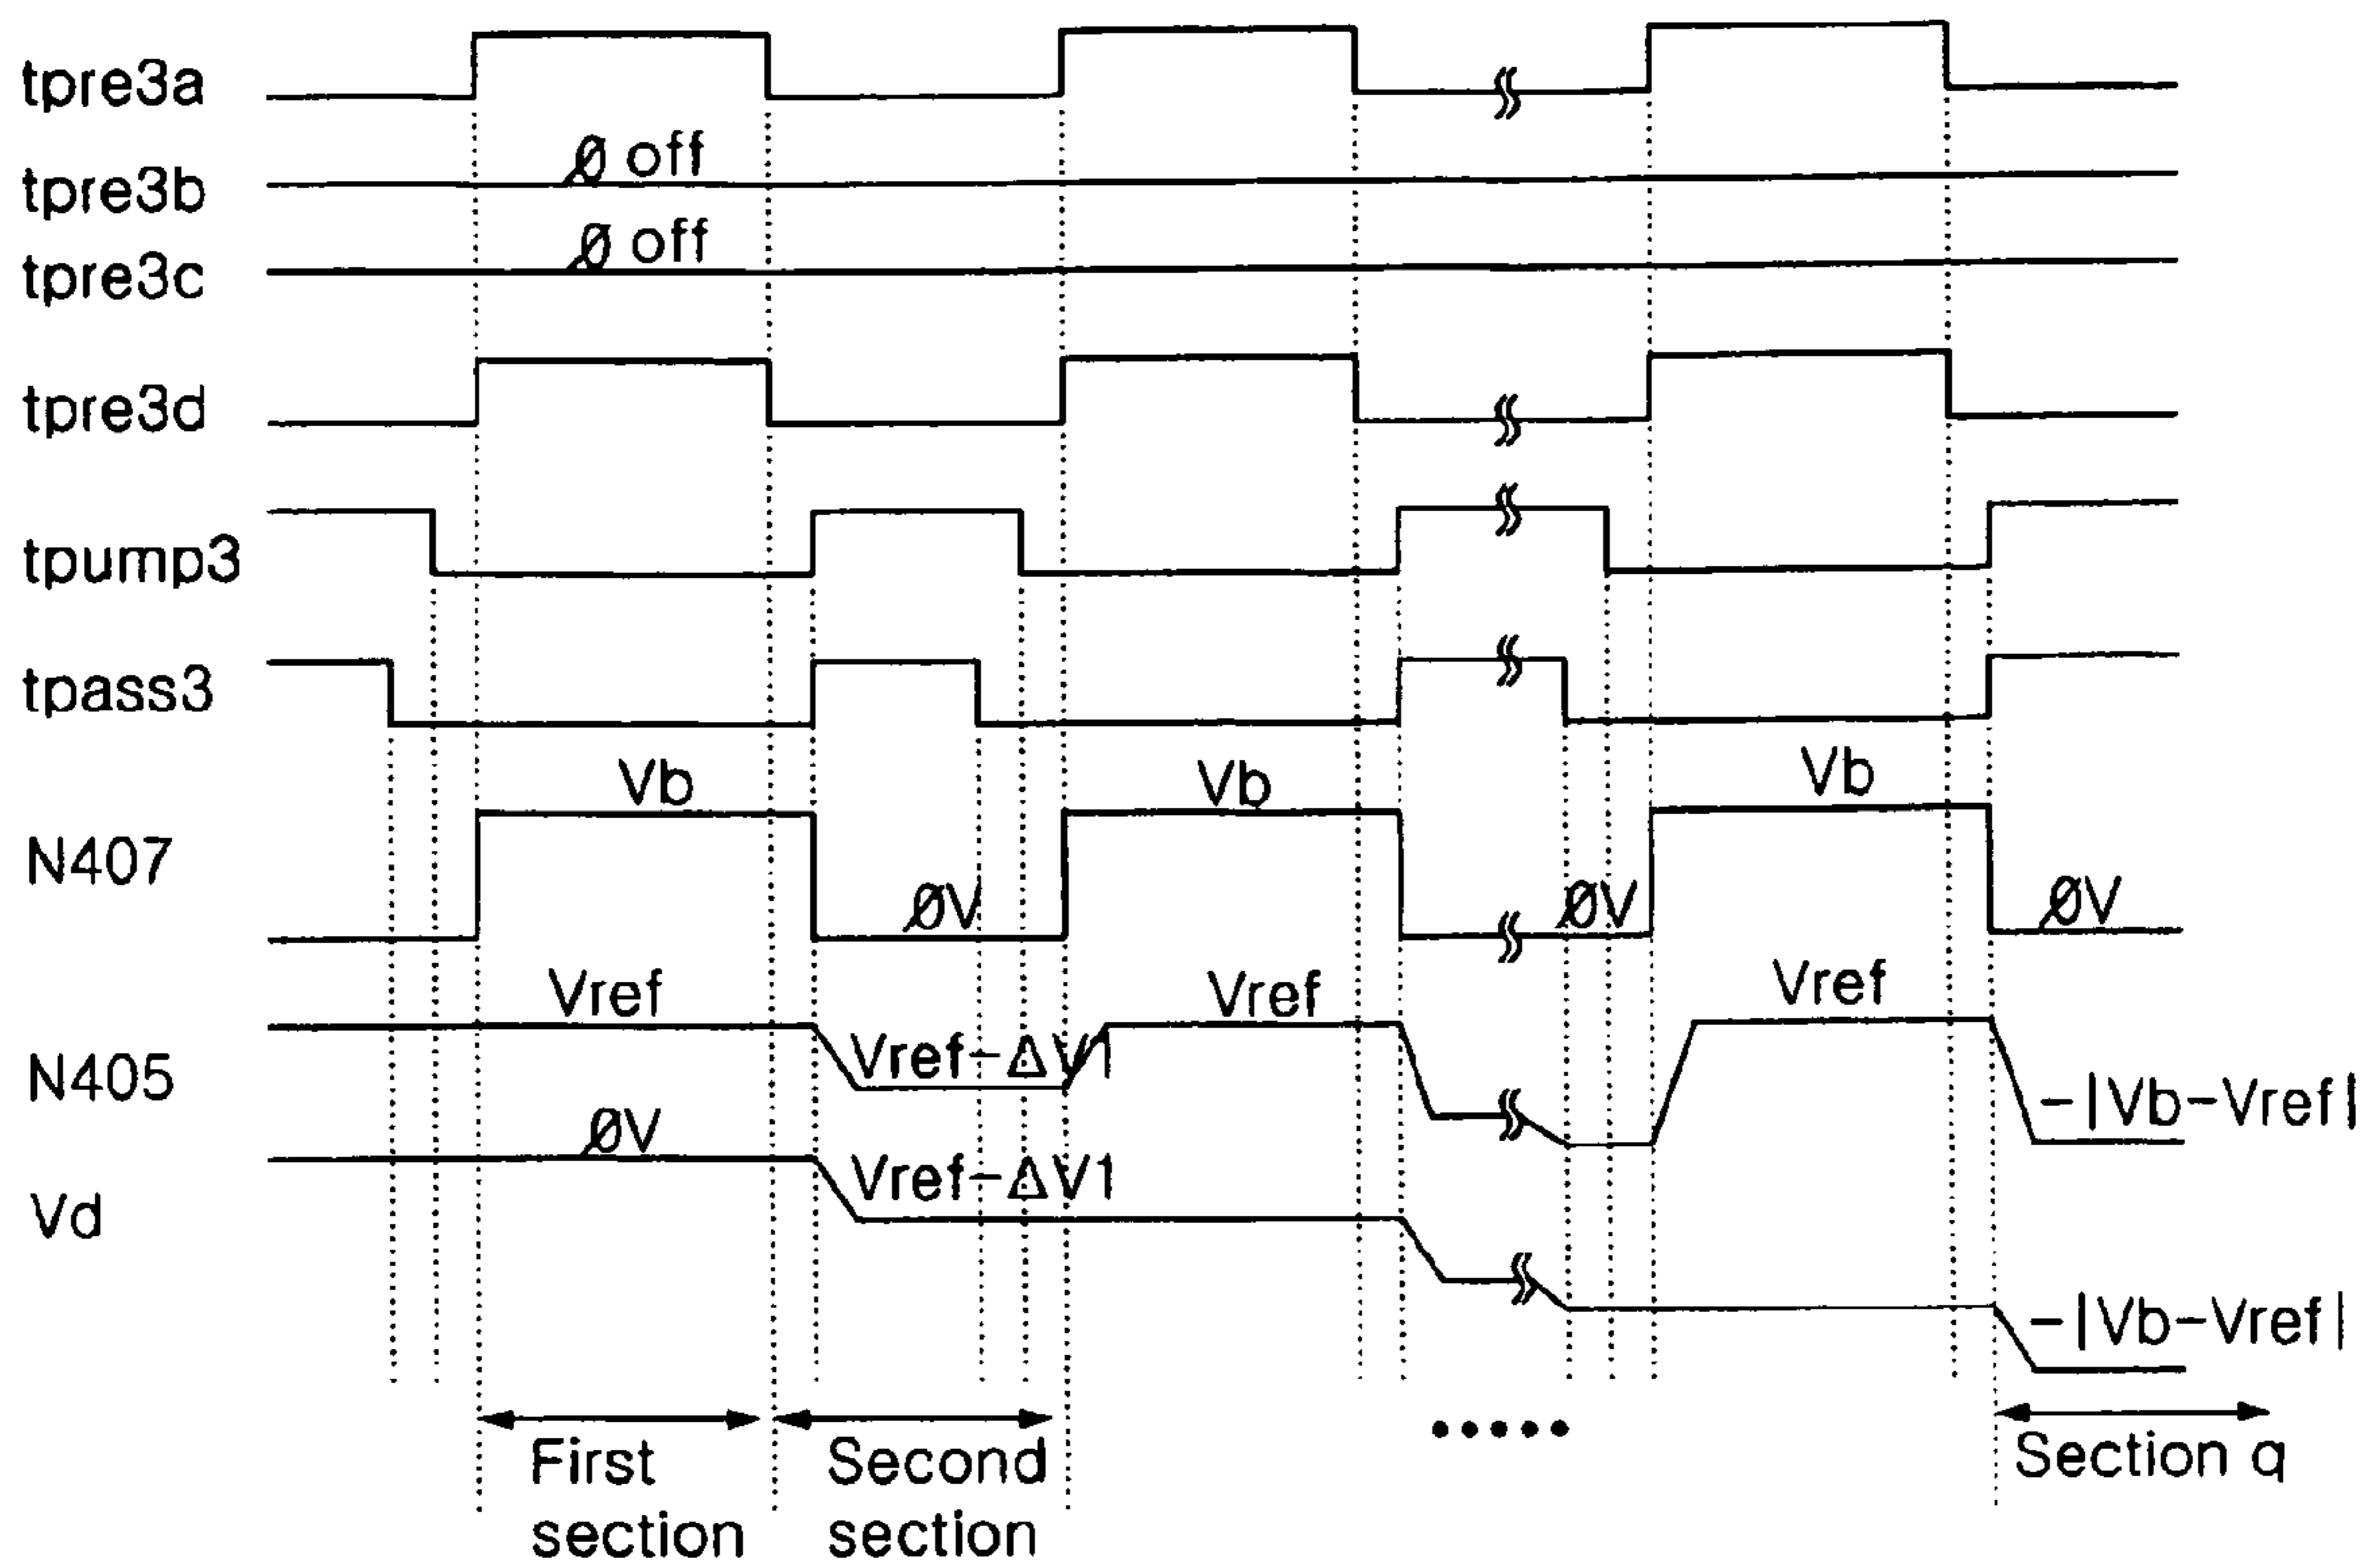 tpre3a
Ø off
tpre3b
Ø off
tpre3c
tpre3d
tpump3
tpass3
Vb Vb Vb
N407
ØV ØV ØV
Vref Vref Vref
N405
Vref-ΔV1
-|Vb-Vref|
ØV
Vref-ΔV1
Vd
-|Vb-Vref|
First section
Second section
Section q